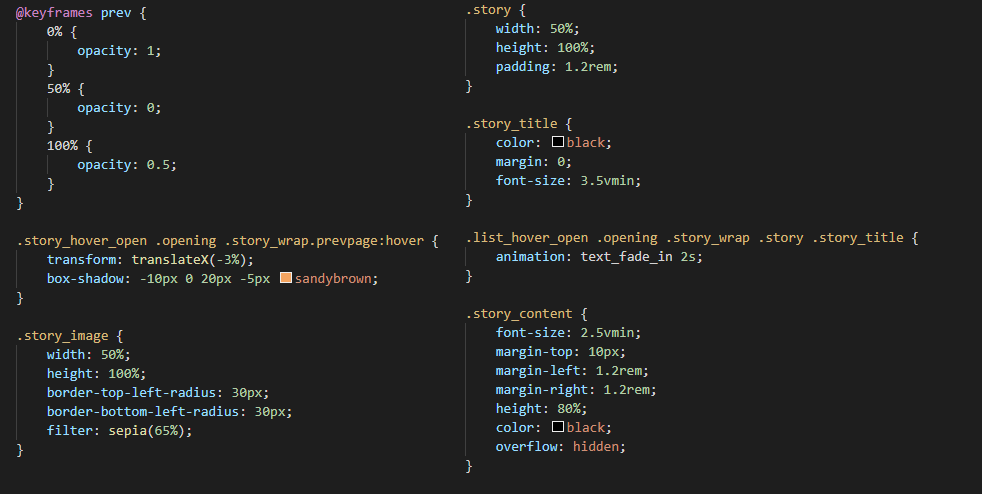 @keyframes prev {
    0% {
        opacity: 1;
    }
    50% {
        opacity: 0;
    }
    100% {
        opacity: 0.5;
    }
}

.story_hover_open .opening .story_wrap.prevpage:hover {
    transform: translateX(-3%);
    box-shadow: -10px 0 20px -5px sandybrown;
}

.story_image {
    width: 50%;
    height: 100%;
    border-top-left-radius: 30px;
    border-bottom-left-radius: 30px;
    filter: sepia(65%);
}

.story {
    width: 50%;
    height: 100%;
    padding: 1.2rem;
}

.story_title {
    color: black;
    margin: 0;
    font-size: 3.5vmin;
}

.list_hover_open .opening .story_wrap .story .story_title {
    animation: text_fade_in 2s;
}

.story_content {
    font-size: 2.5vmin;
    margin-top: 10px;
    margin-left: 1.2rem;
    margin-right: 1.2rem;
    height: 80%;
    color: black;
    overflow: hidden;
}